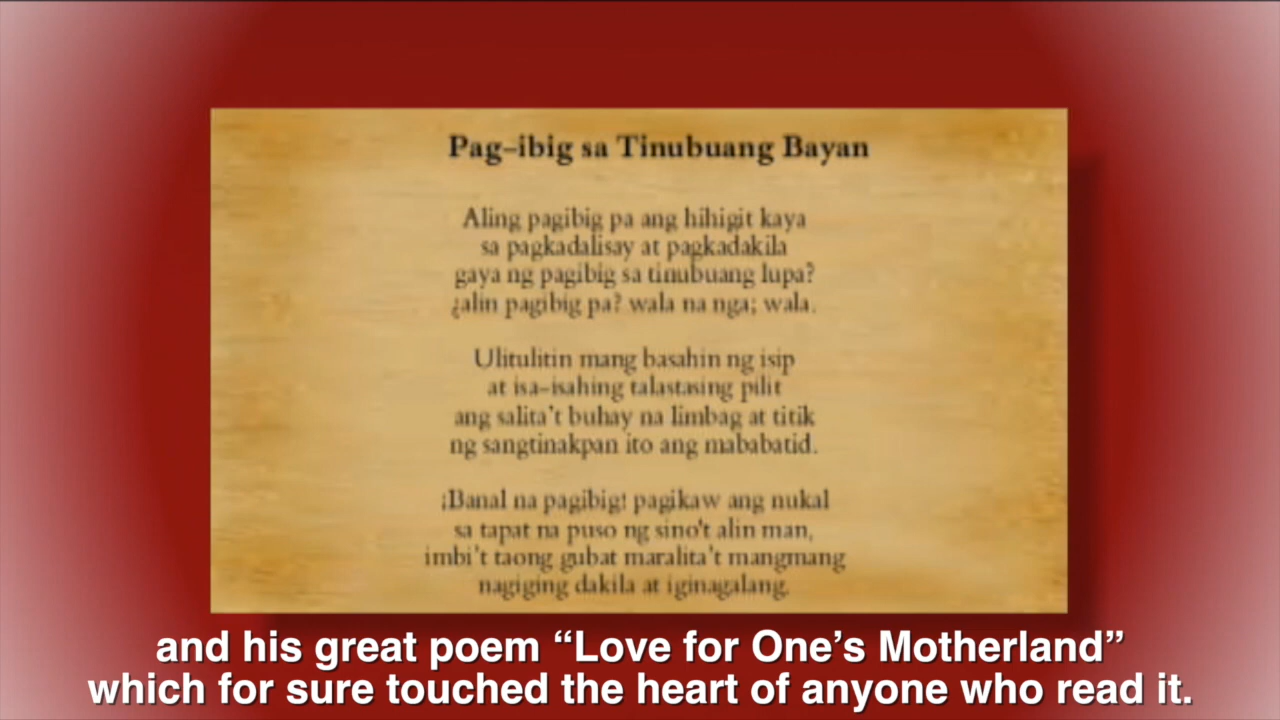 Pag-ibig sa Tinubuang Bayan
Aling pagibig pa ang hihigit kaya
sa pagkadalisay at pagkadakila
gaya ng pagibig sa tinubuang lupa?
¿alin pagibig pa? wala na nga; wala.
Ulitulitin mang basahin ng isip
at isa-isahing talastasing pilit
ang salita't buhay na limbag at titik
ng sangtinakpan ito ang mababatid.
¡Banal na pagibig! pagikaw ang nukal
sa tapat na puso ng sino't alin man,
imbi't taong gubat maralita't mangmang
nagiging dakila at iginagalang.
and his great poem “Love for One's Motherland”
which for sure touched the heart of anyone who read it.